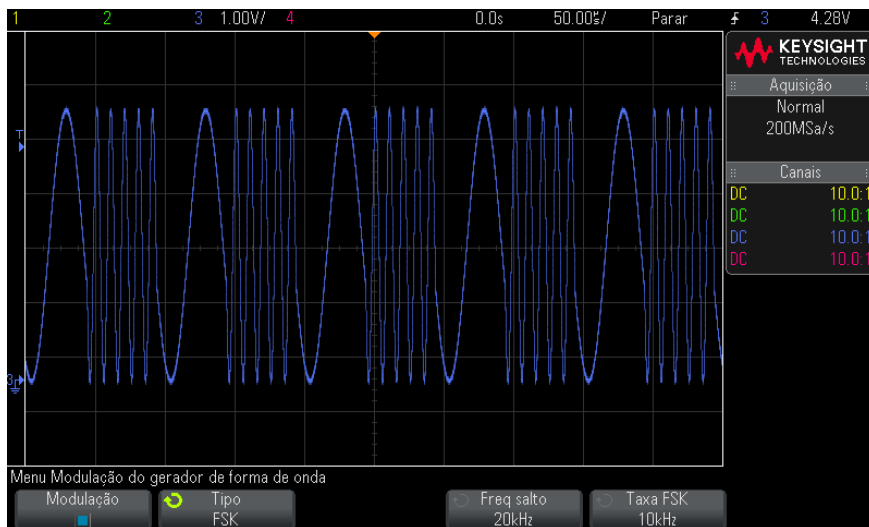 1 2 3 1.00V/ 4 0.0s 50.00㎲/ Parar 3 4.28V
KEYSIGHT
TECHNOLOGIES
Aquisição
Normal
200MSa/s
Canais
DC 10.0:1
DC 10.0:1
DC 10.0:1
DC 10.0:1
T
3
Menu Modulação do gerador de forma de onda
Modulação
Tipo
FSK
Freq salto
20kHz
Taxa FSK
10kHz